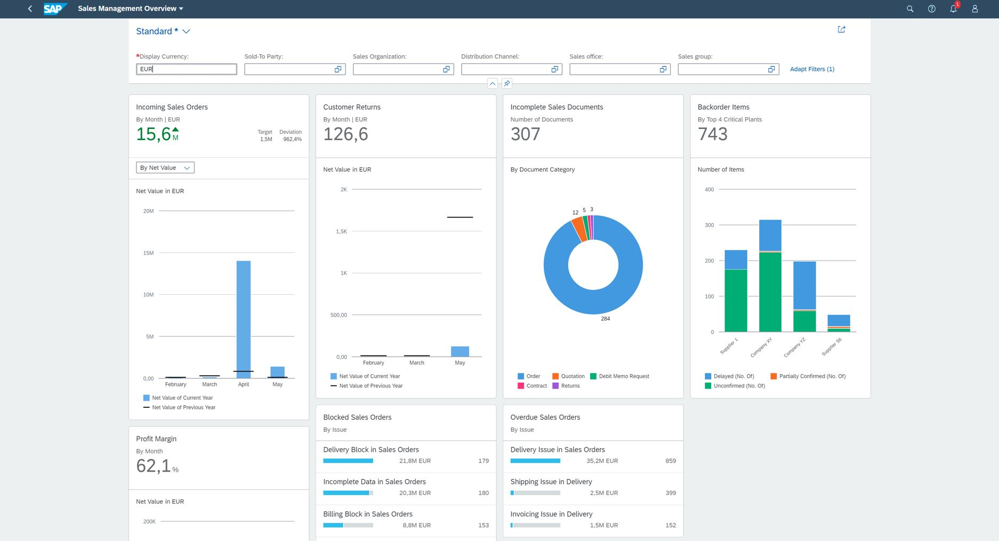 SAP
Sales Management Overview
1
Standard *
*Display Currency:
EUR
Sold-To Party:
Sales Organization:
Distribution Channel:
Sales office:
Sales group:
Adapt Filters (1)
Incoming Sales Orders
By Month | EUR
15,6 M
Target
1,5M
Deviation
962,4%
By Net Value
Net Value in EUR
20M
15M
10M
5M
0,00
February
March
April
May
Net Value of Current Year
Net Value of Previous Year
Customer Returns
By Month | EUR
126,6
Net Value in EUR
2K
1,5K
1K
500,00
0,00
February
March
May
Net Value of Current Year
Net Value of Previous Year
Incomplete Sales Documents
Number of Documents
307
By Document Category
12
5
3
284
Order
Quotation
Debit Memo Request
Contract
Returns
Backorder Items
By Top 4 Critical Plants
743
Number of Items
400
300
200
100
0
Supplier 1
Company XY
Company YZ
Supplier 56
Delayed (No. Of)
Partially Confirmed (No. Of)
Unconfirmed (No. Of)
Profit Margin
By Month
62,1 %
Net Value in EUR
200K
Blocked Sales Orders
By Issue
Delivery Block in Sales Orders
21,8M EUR
179
Incomplete Data in Sales Orders
20,3M EUR
180
Billing Block in Sales Orders
8,8M EUR
153
Overdue Sales Orders
By Issue
Delivery Issue in Sales Orders
35,2M EUR
859
Shipping Issue in Delivery
2,5M EUR
399
Invoicing Issue in Delivery
1,5M EUR
152